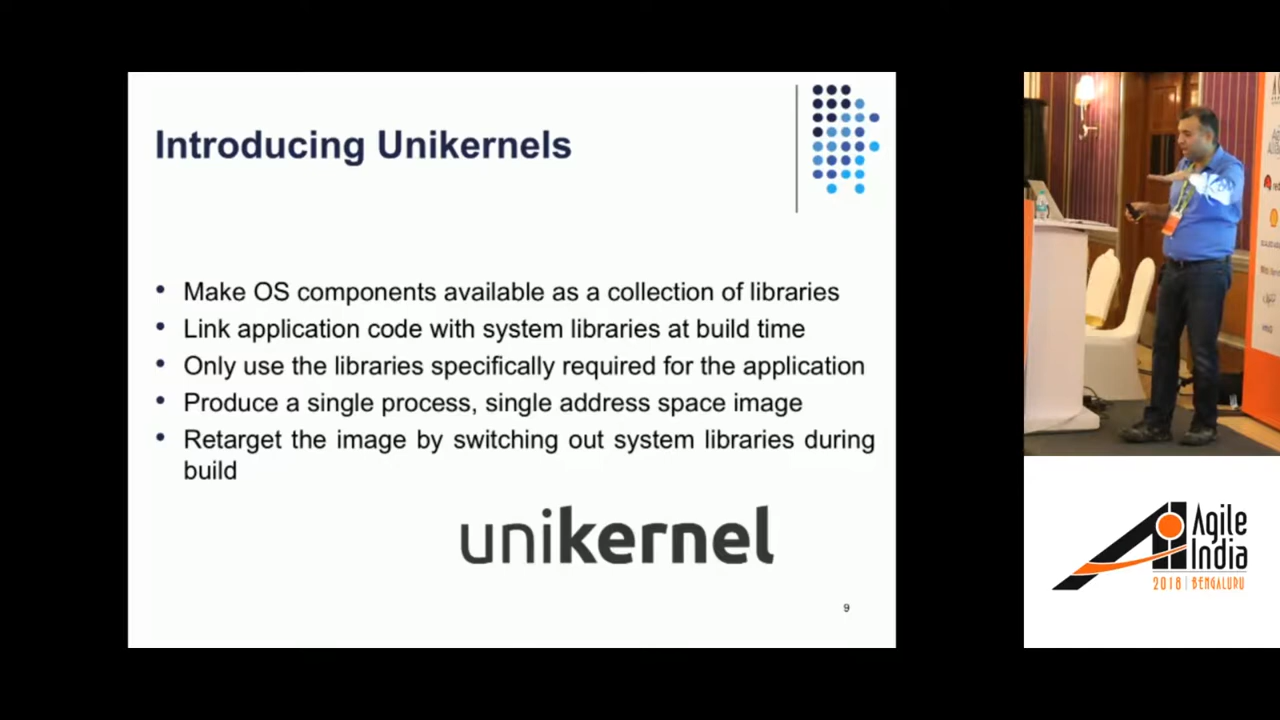 Introducing Unikernels
• Make OS components available as a collection of libraries
• Link application code with system libraries at build time
• Only use the libraries specifically required for the application
• Produce a single process, single address space image
• Retarget the image by switching out system libraries during
build
unikernel
9
Agile
India
2018 | BENGALURU